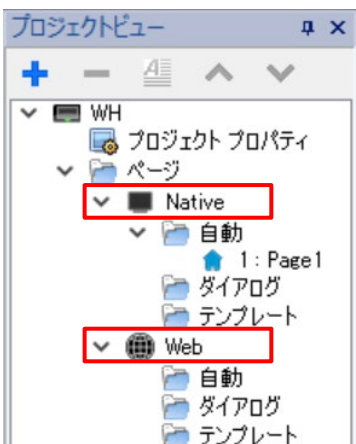 プロジェクトビュー
WH
プロジェクト プロパティ
ページ
Native
自動
1: Page1
ダイアログ
テンプレート
Web
自動
ダイアログ
テンプレート